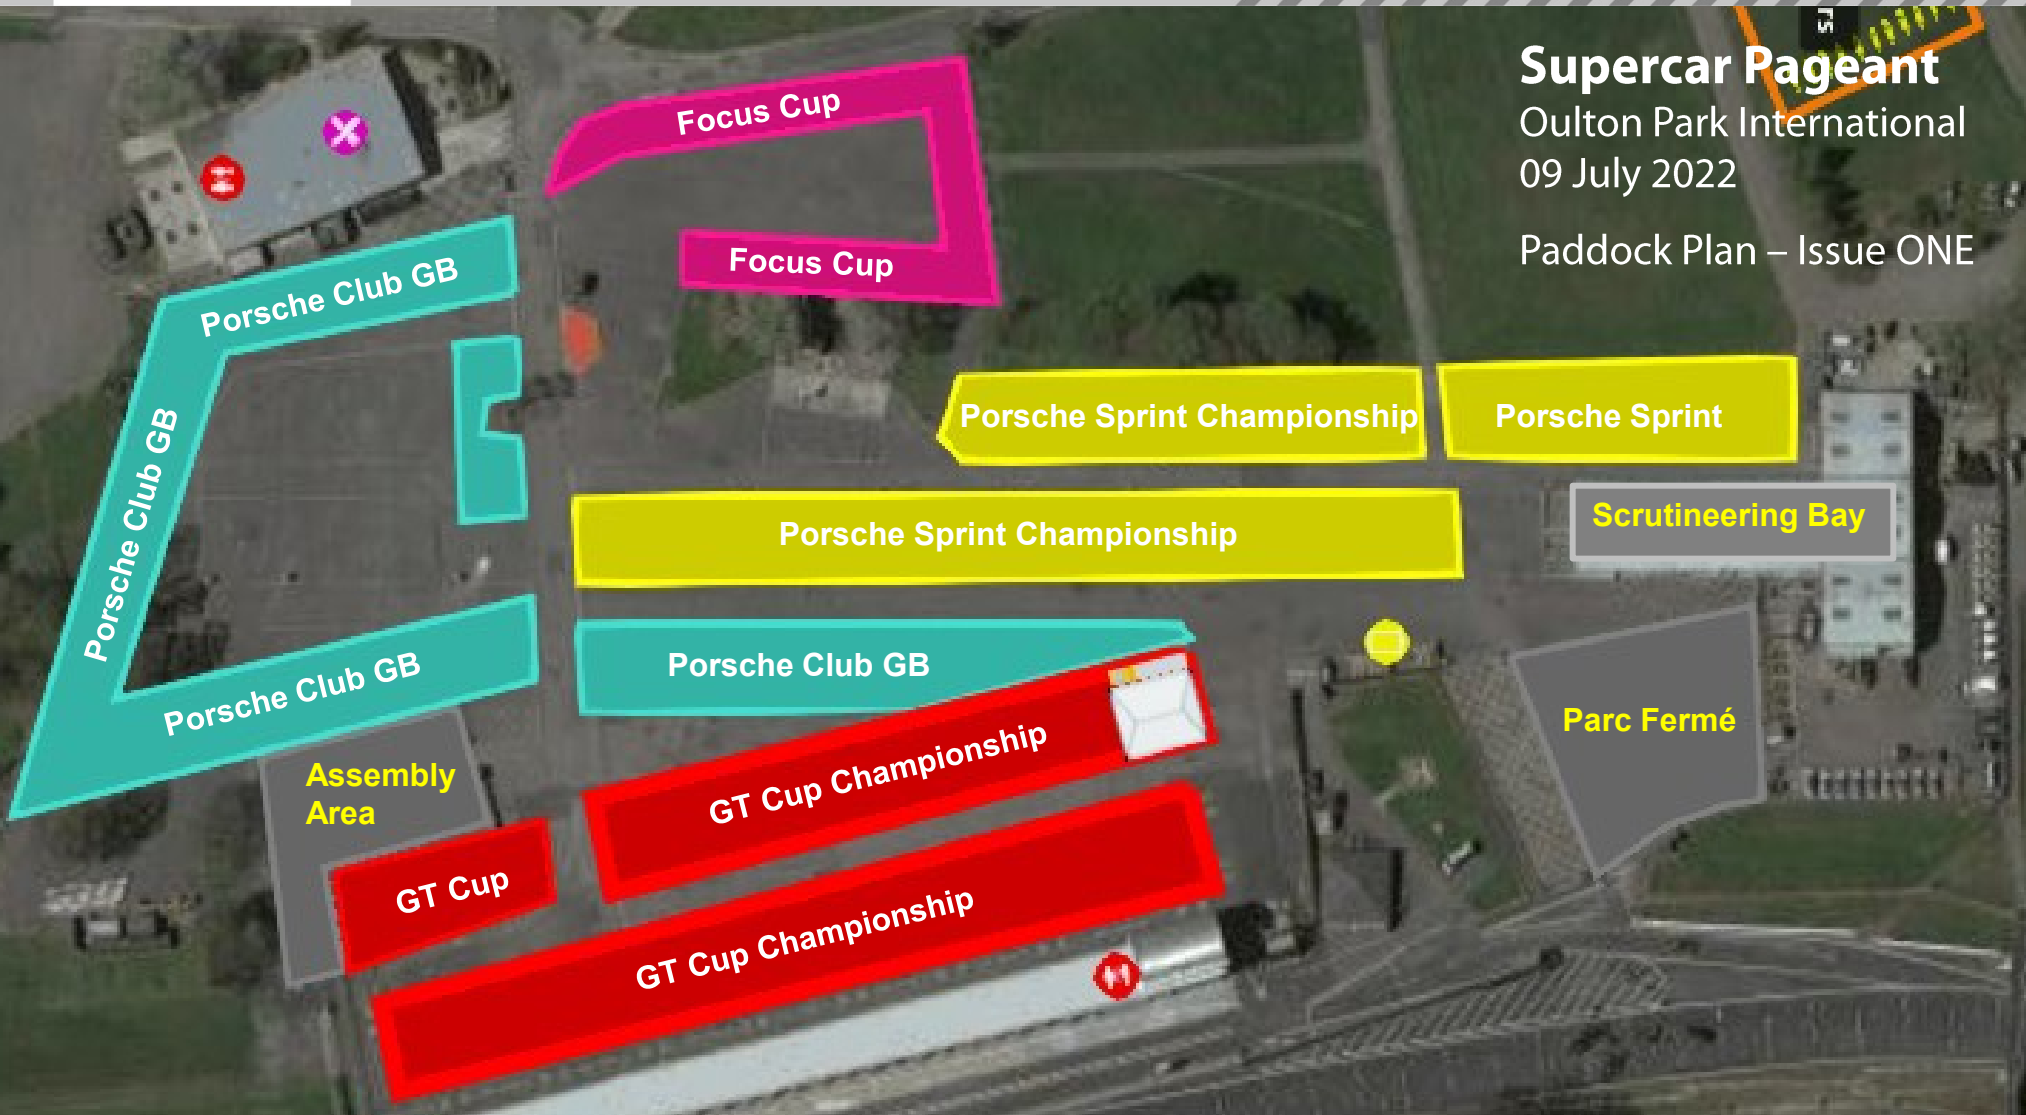 Supercar Pageant
Oulton Park International
09 July 2022
Paddock Plan – Issue ONE
rs
Focus Cup
Focus Cup
Porsche Club GB
Porsche Club GB
Porsche Club GB
Porsche Sprint Championship
Porsche Sprint
Scrutineering Bay
Porsche Sprint Championship
Porsche Club GB
Parc Fermé
Assembly
Area
GT Cup Championship
GT Cup
GT Cup Championship